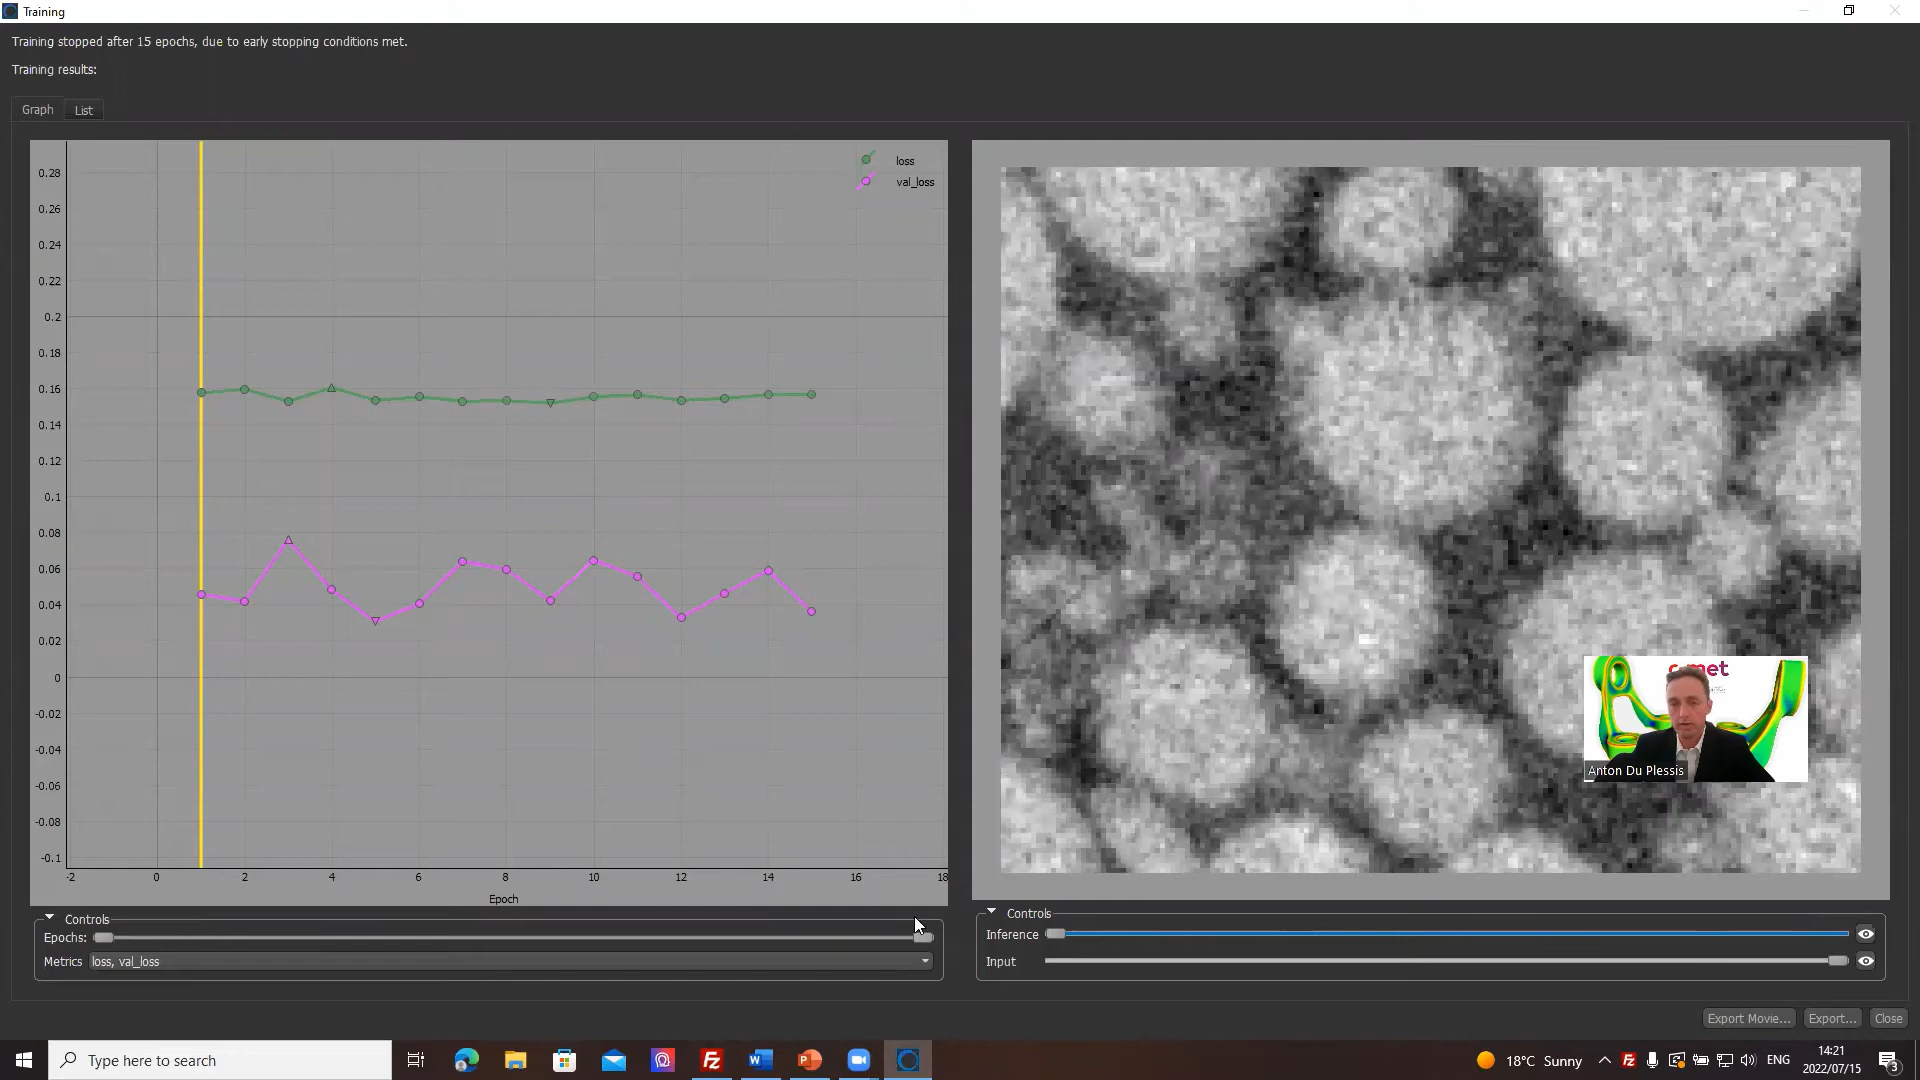 Training
Training stopped after 15 epochs, due to early stopping conditions met.
Training results:
Graph
List
loss
val_loss
0.28
0.26
0.24
0.22
0.2
0.18
0.16
0.14
0.12
0.1
0.08
0.06
0.04
0.02
0
-0.02
-0.04
-0.06
-0.08
-0.1
-2 0 2 4 6 8 10 12 14 16 18
Epoch
Controls
Epochs:
Metrics loss, val_loss
met
Anton Du Plessis
Controls
Inference
Input
Export Movie... Export... Close
Type here to search
18°C Sunny
ENG
14:21
2022/07/15
3